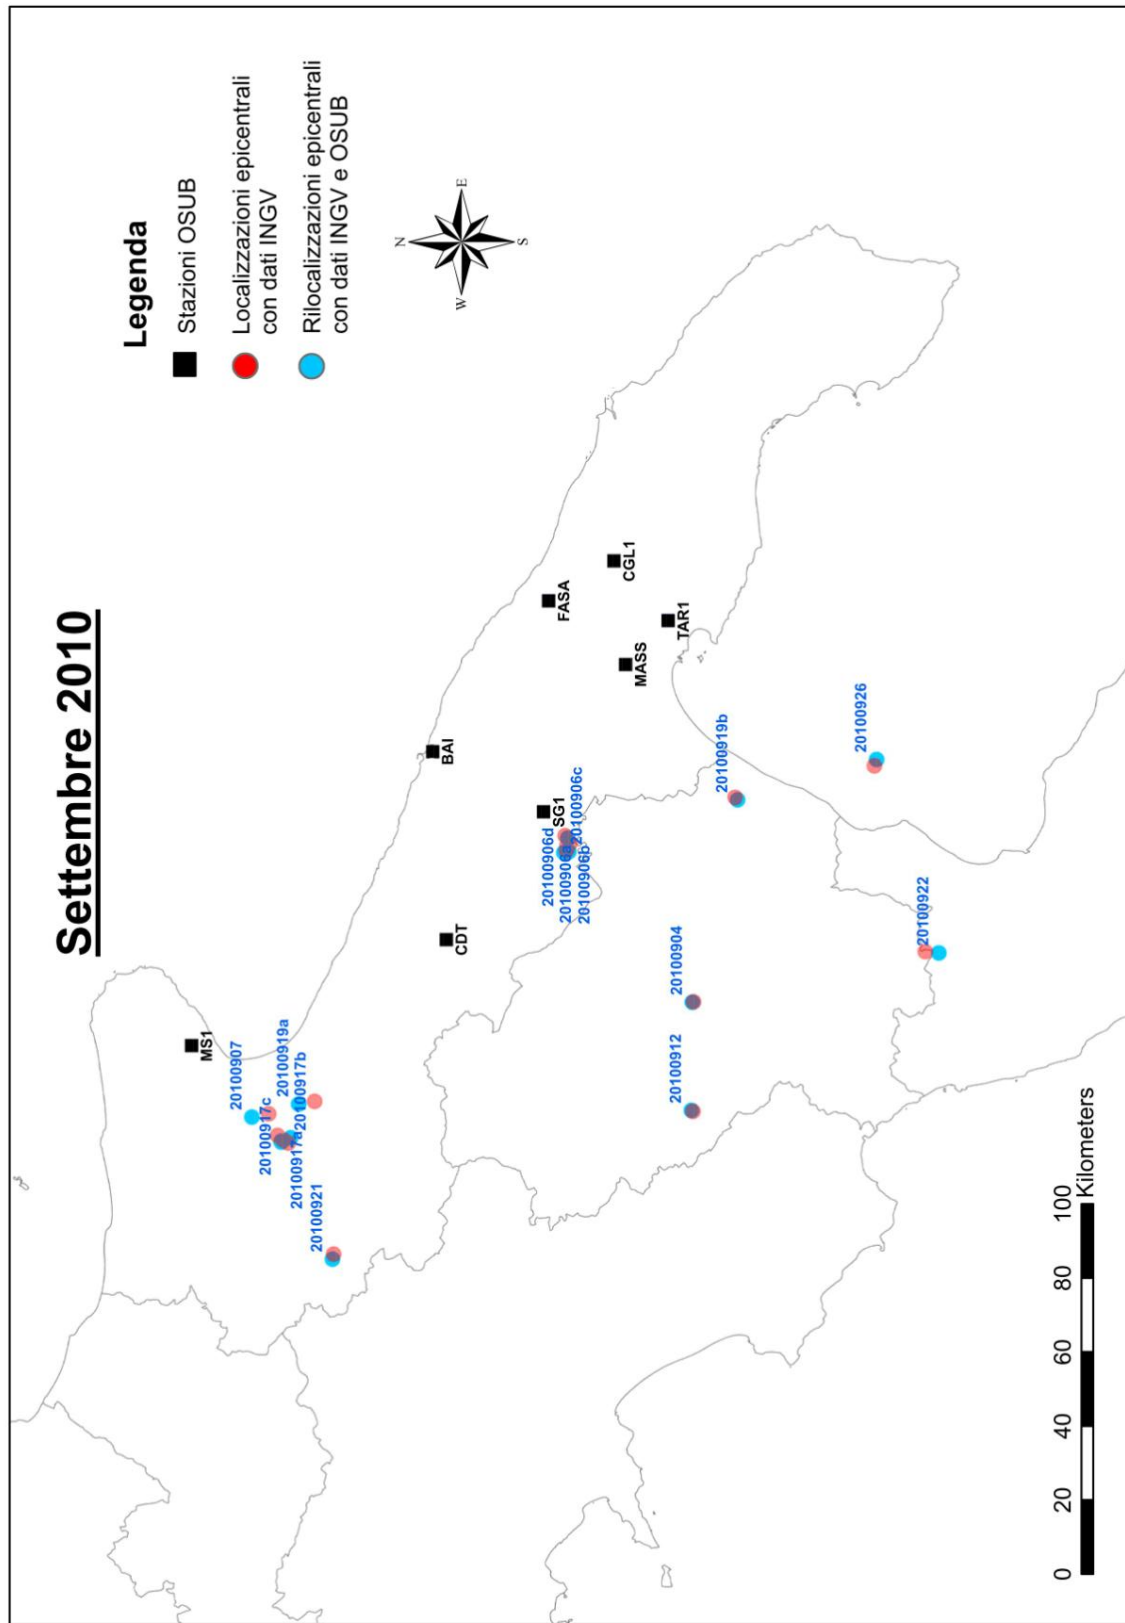 Settembre 2010
Legenda
Stazioni OSUB
Localizzazioni epicentrali
con dati INGV
Rilocalizzazioni epicentrali
con dati INGV e OSUB
N
W
E
S
MS1
20100907
20100917c
20100919a
20100917b
20100917a
20100921
CDT
BAI
SG1
20100906d
20100906a
20100906b
20100906c
FASA
CGL1
MASS
TAR1
20100912
20100904
20100919b
20100926
20100922
0 20 40 60 80 100
Kilometers